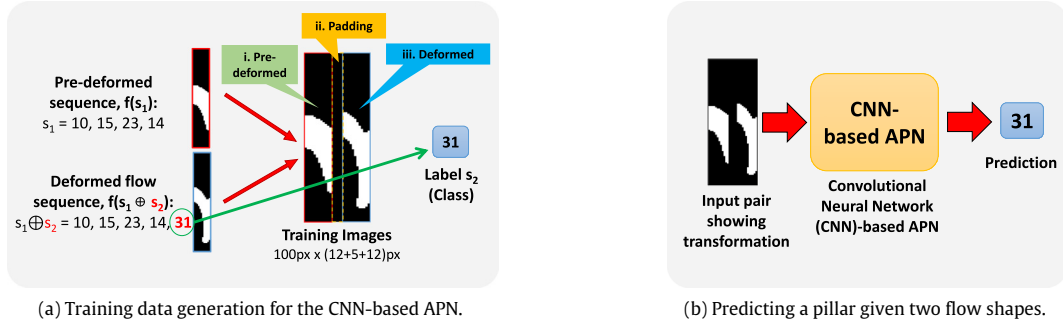 Pre-deformed
sequence, f(s₁):
s₁ = 10, 15, 23, 14
Deformed flow
sequence, f(s₁ ⊕ s₂):
s₁⨁s₂ = 10, 15, 23, 14, 31
i. Pre-
deformed
ii. Padding
iii. Deformed
Training Images
100px x (12+5+12)px
31
Label s₂
(Class)
(a) Training data generation for the CNN-based APN.
Input pair
showing
transformation
CNN-
based APN
Convolutional
Neural Network
(CNN)-based APN
31
Prediction
(b) Predicting a pillar given two flow shapes.